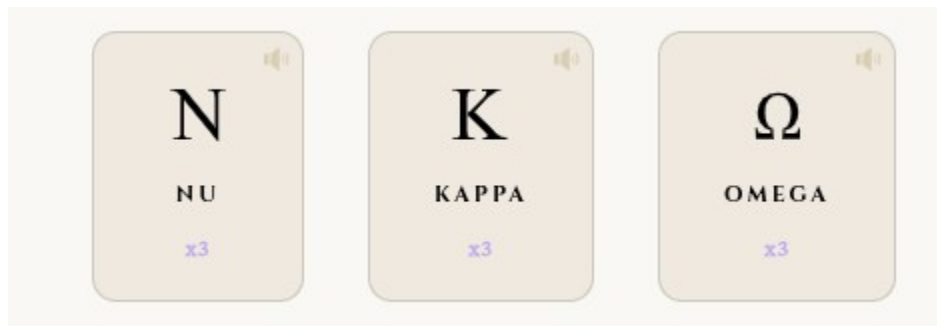 Ν Κ Ω
NU KAPPA OMEGA
x3 x3 x3